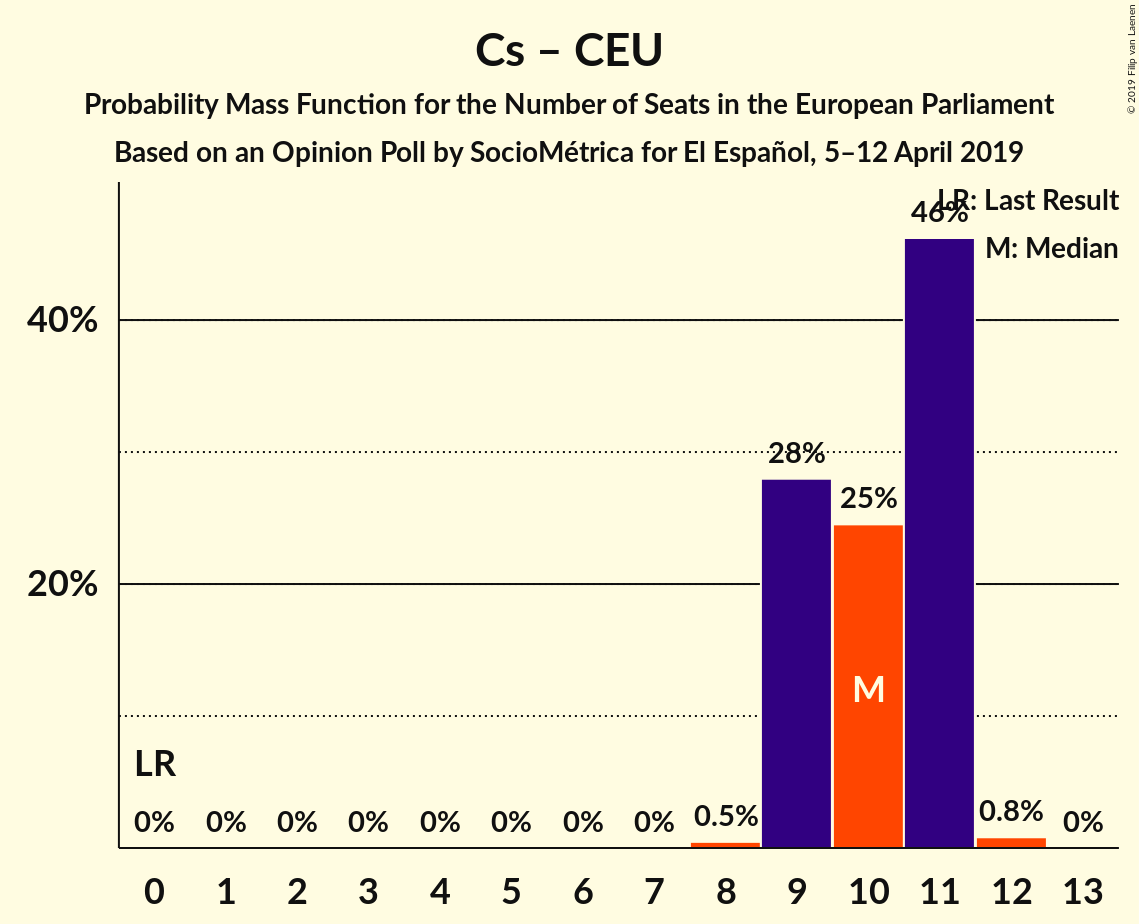 Cs – CEU
Probability Mass Function for the Number of Seats in the European Parliament
Based on an Opinion Poll by SocioMétrica for El Español, 5–12 April 2019
© 2019 Filip van Laenen
LR: Last Result
M: Median
40%
20%
46%
28%
25%
M
LR
0% 0% 0% 0% 0% 0% 0% 0% 0.5% 0.8% 0%
0 1 2 3 4 5 6 7 8 9 10 11 12 13